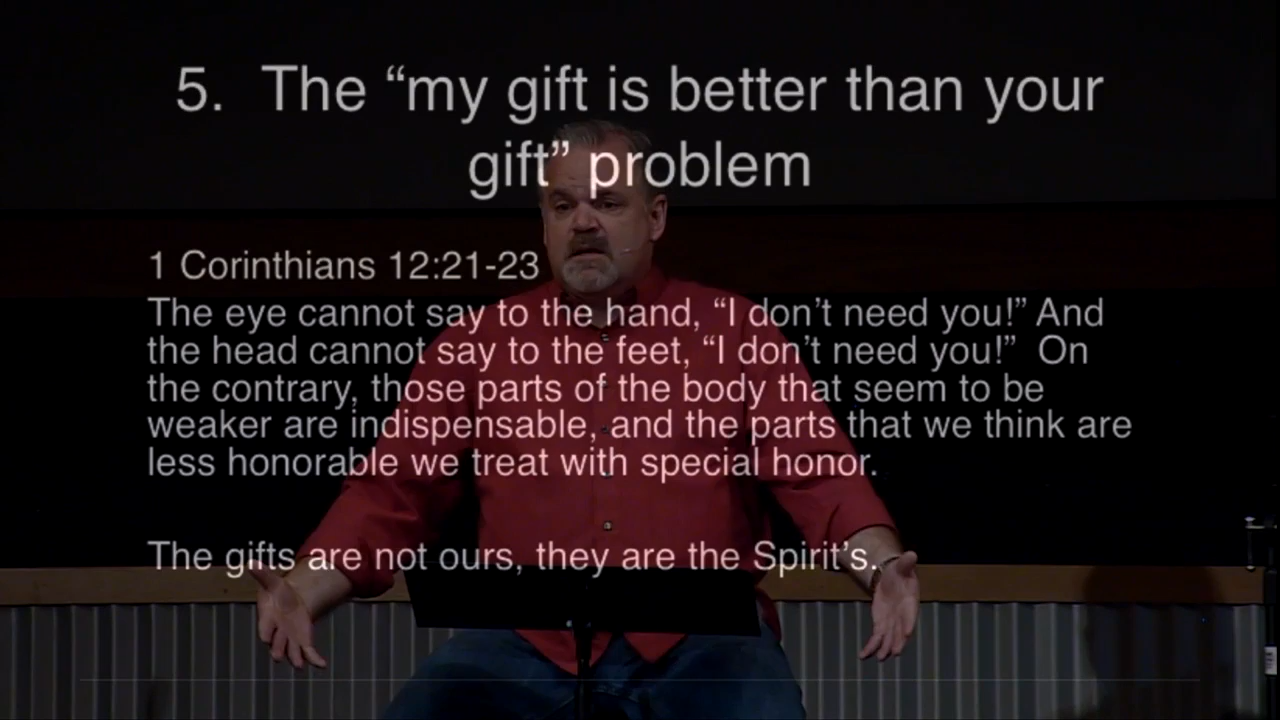 5. The “my gift is better than your
gift” problem
1 Corinthians 12:21-23
The eye cannot say to the hand, “I don’t need you!” And
the head cannot say to the feet, “I don’t need you!” On
the contrary, those parts of the body that seem to be
weaker are indispensable, and the parts that we think are
less honorable we treat with special honor.
The gifts are not ours, they are the Spirit’s.